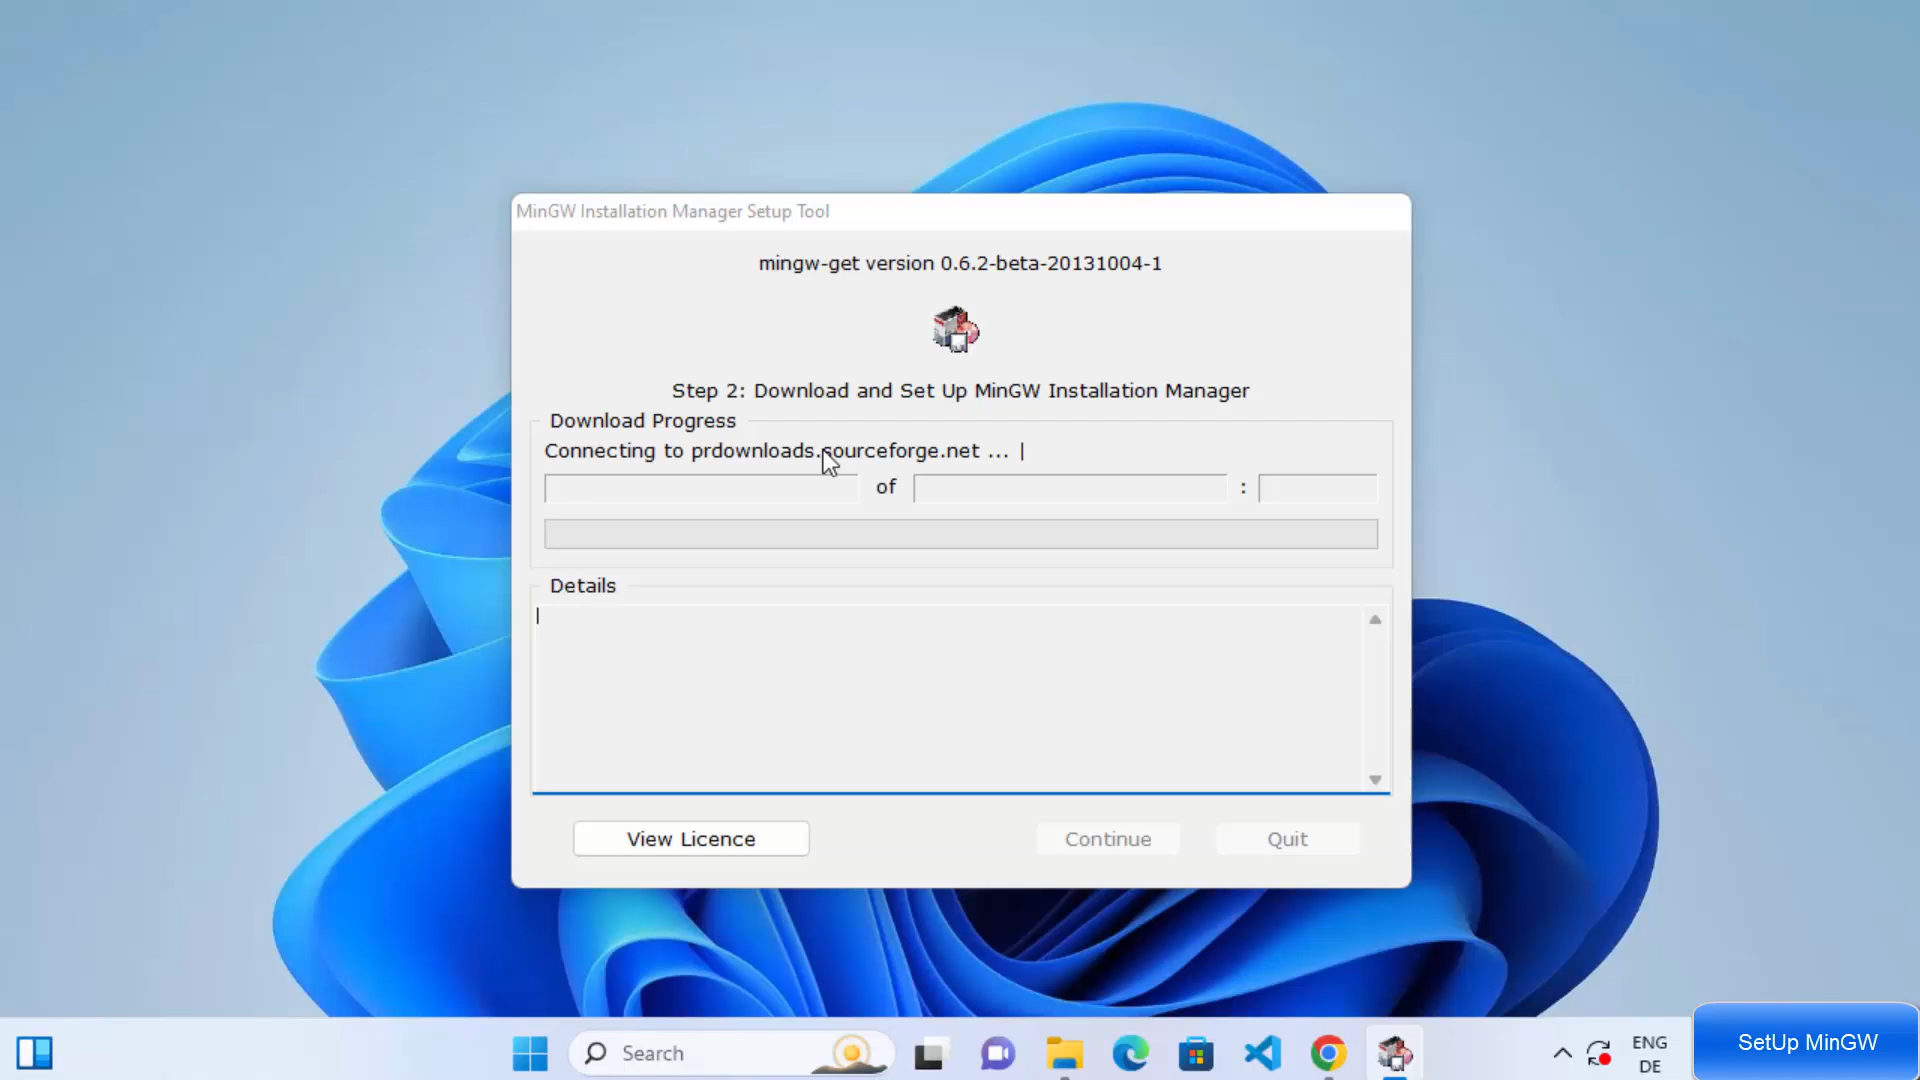 MinGW Installation Manager Setup Tool
mingw-get version 0.6.2-beta-20131004-1
Step 2: Download and Set Up MinGW Installation Manager
Download Progress
Connecting to prdownloads.sourceforge.net ... |
of :
Details
View Licence Continue Quit
Search
ENG
DE
SetUp MinGW